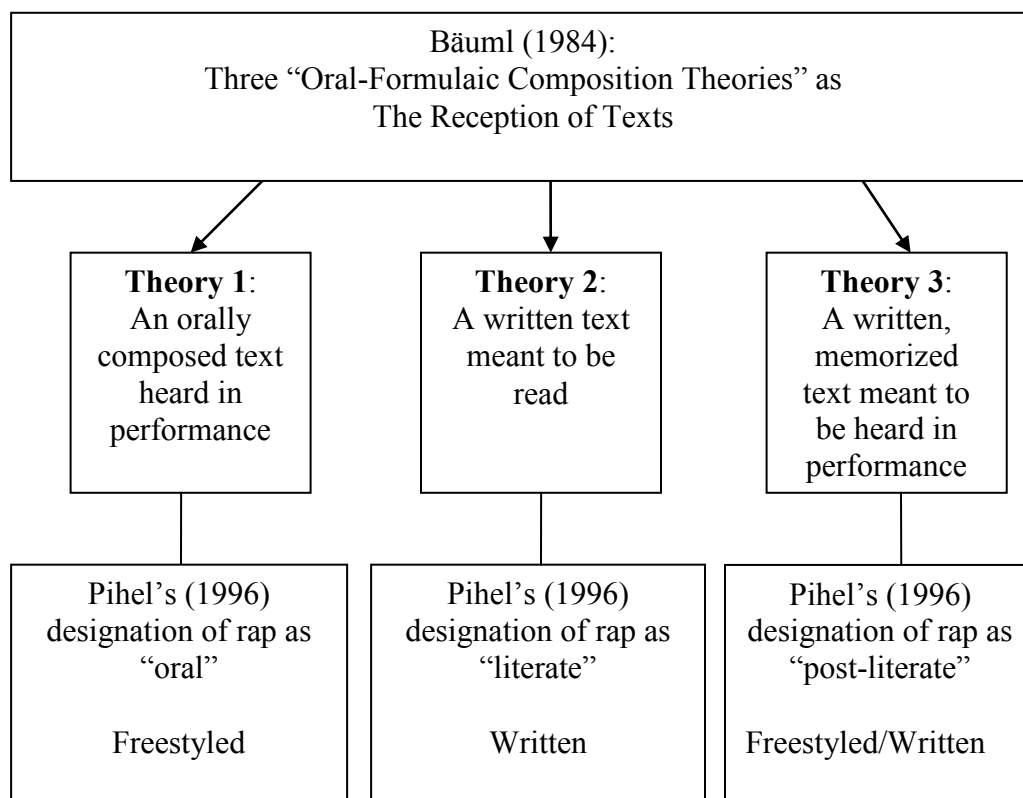 Bäuml (1984):
Three “Oral-Formulaic Composition Theories” as
The Reception of Texts
Theory 1:
An orally
composed text
heard in
performance
Theory 2:
A written text
meant to be
read
Theory 3:
A written,
memorized
text meant to
be heard in
performance
Pihel’s (1996)
designation of rap as
“oral”
Freestyled
Pihel’s (1996)
designation of rap as
“literate”
Written
Pihel’s (1996)
designation of rap as
“post-literate”
Freestyled/Written